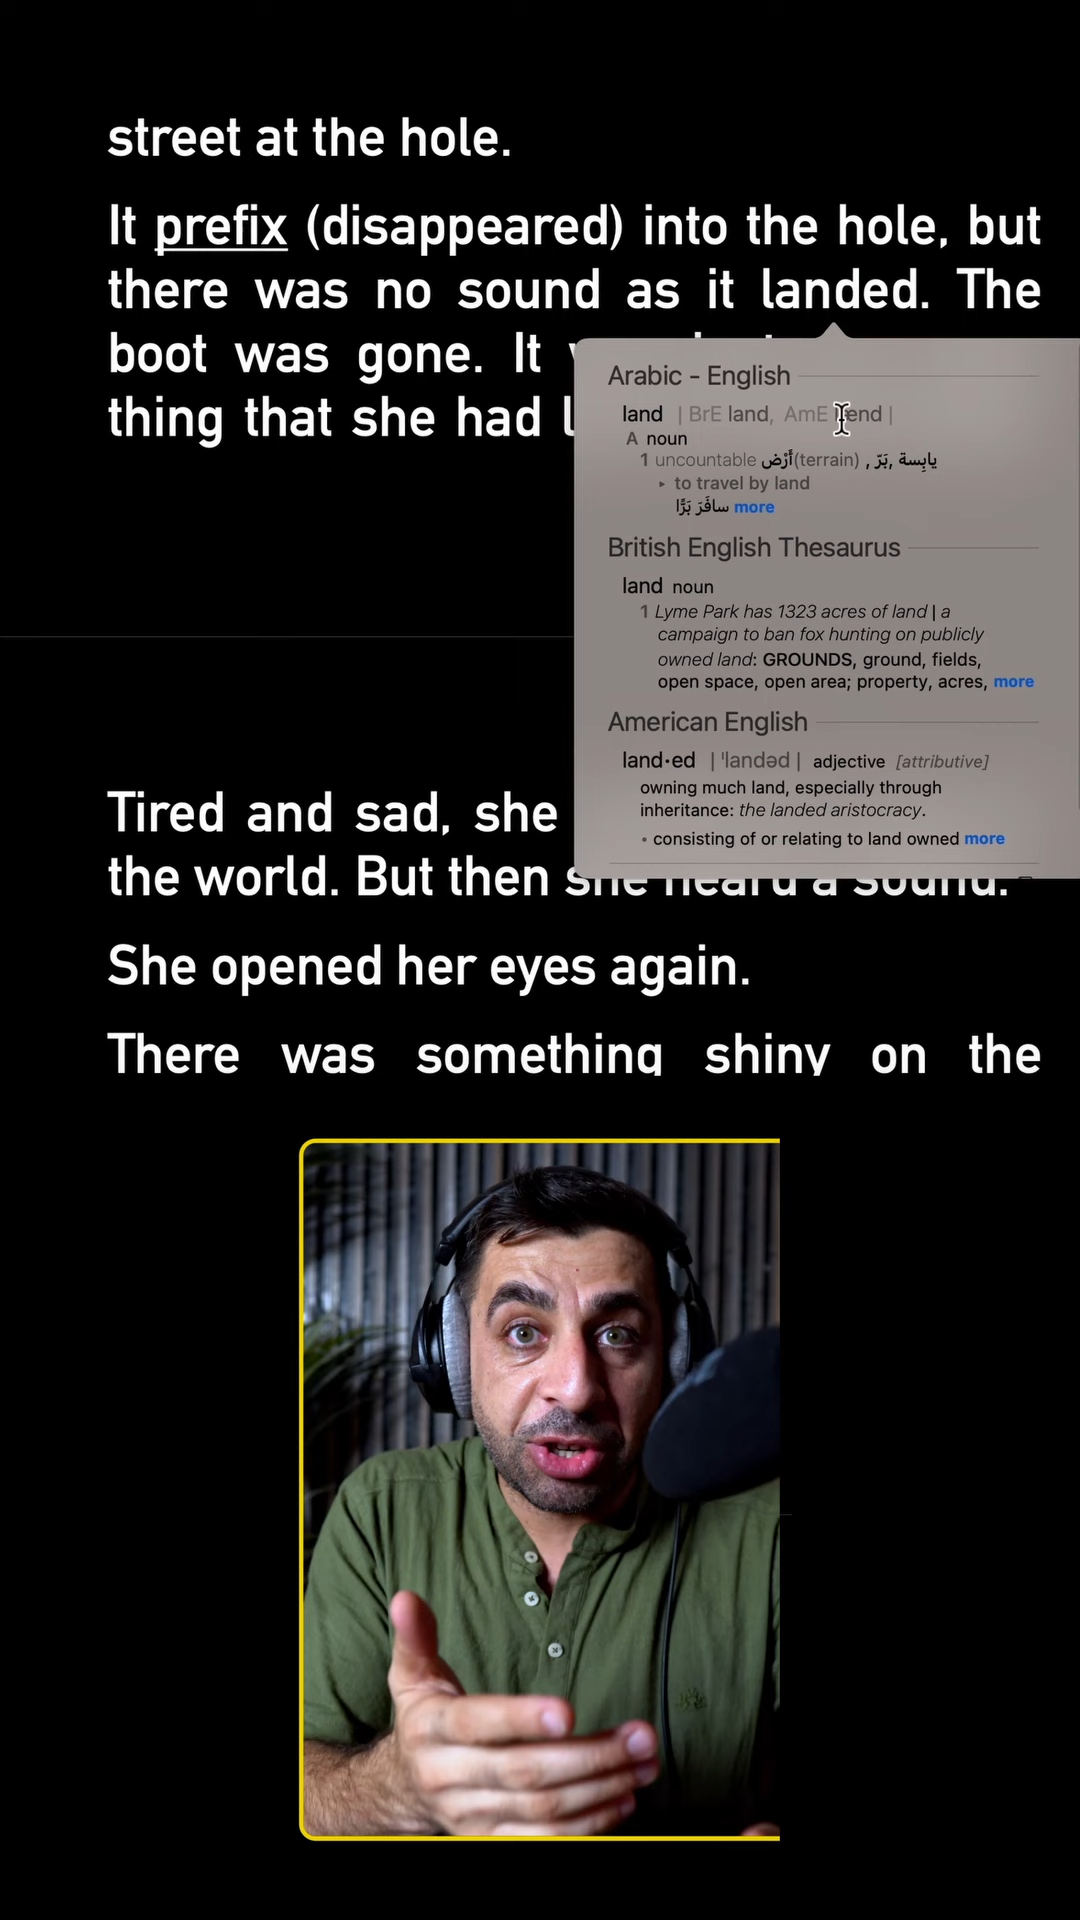 street at the hole.
It prefix (disappeared) into the hole, but
there was no sound as it landed. The
boot was gone. It
thing that she had
Arabic - English
land | BrE land, AmE lænd |
A noun
1 uncountable أَرْض(terrain) , بَرّ, يابِسة
▸ to travel by land
سافَرَ بَرًّا more
British English Thesaurus
land noun
1 Lyme Park has 1323 acres of land | a
campaign to ban fox hunting on publicly
owned land: GROUNDS, ground, fields,
open space, open area; property, acres, more
American English
land•ed | ˈlandəd | adjective [attributive]
owning much land, especially through
inheritance: the landed aristocracy.
• consisting of or relating to land owned more
Tired and sad, she
the world. But then she heard a sound.
She opened her eyes again.
There was something shiny on the